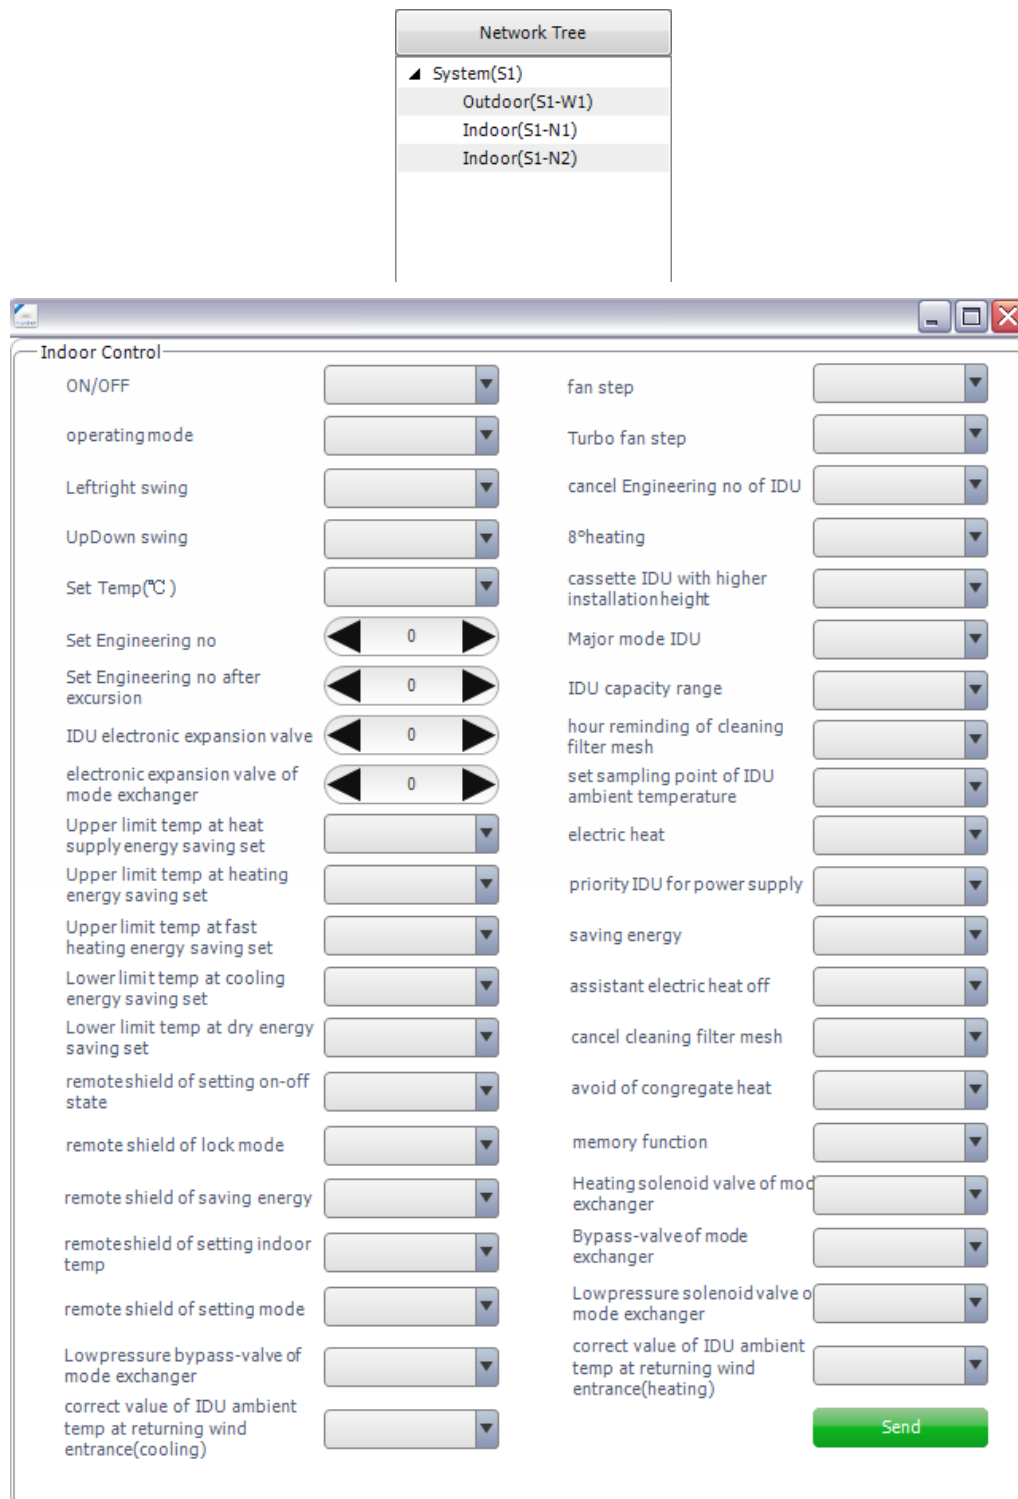 Network Tree
System(S1)
Outdoor(S1-W1)
Indoor(S1-N1)
Indoor(S1-N2)
Indoor Control
ON/OFF
operating mode
Leftright swing
UpDown swing
Set Temp(℃)
Set Engineering no
0
Set Engineering no after
excursion
0
IDU electronic expansion valve
0
electronic expansion valve of
mode exchanger
0
Upper limit temp at heat
supply energy saving set
Upper limit temp at heating
energy saving set
Upper limit temp at fast
heating energy saving set
Lower limit temp at cooling
energy saving set
Lower limit temp at dry energy
saving set
remote shield of setting on-off
state
remote shield of lock mode
remote shield of saving energy
remote shield of setting indoor
temp
remote shield of setting mode
Lowpressure bypass-valve of
mode exchanger
correct value of IDU ambient
temp at returning wind
entrance(cooling)
fan step
Turbo fan step
cancel Engineering no of IDU
8°heating
cassette IDU with higher
installation height
Major mode IDU
IDU capacity range
hour reminding of cleaning
filter mesh
set sampling point of IDU
ambient temperature
electric heat
priority IDU for power supply
saving energy
assistant electric heat off
cancel cleaning filter mesh
avoid of congregate heat
memory function
Heating solenoid valve of mod
exchanger
Bypass-valve of mode
exchanger
Lowpressure solenoid valve o
mode exchanger
correct value of IDU ambient
temp at returning wind
entrance(heating)
Send